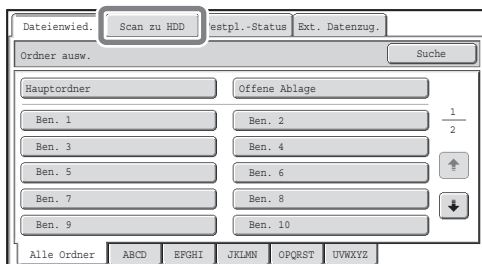 Dateienwied. Scan zu HDD Festpl.-Status Ext. Datenzug.
Ordner ausw. Suche
Hauptordner Offene Ablage
Ben. 1 Ben. 2
Ben. 3 Ben. 4
Ben. 5 Ben. 6
Ben. 7 Ben. 8
Ben. 9 Ben. 10
1
2
Alle Ordner ABCD EFGHI JKLMN OPQRST UVWXYZ